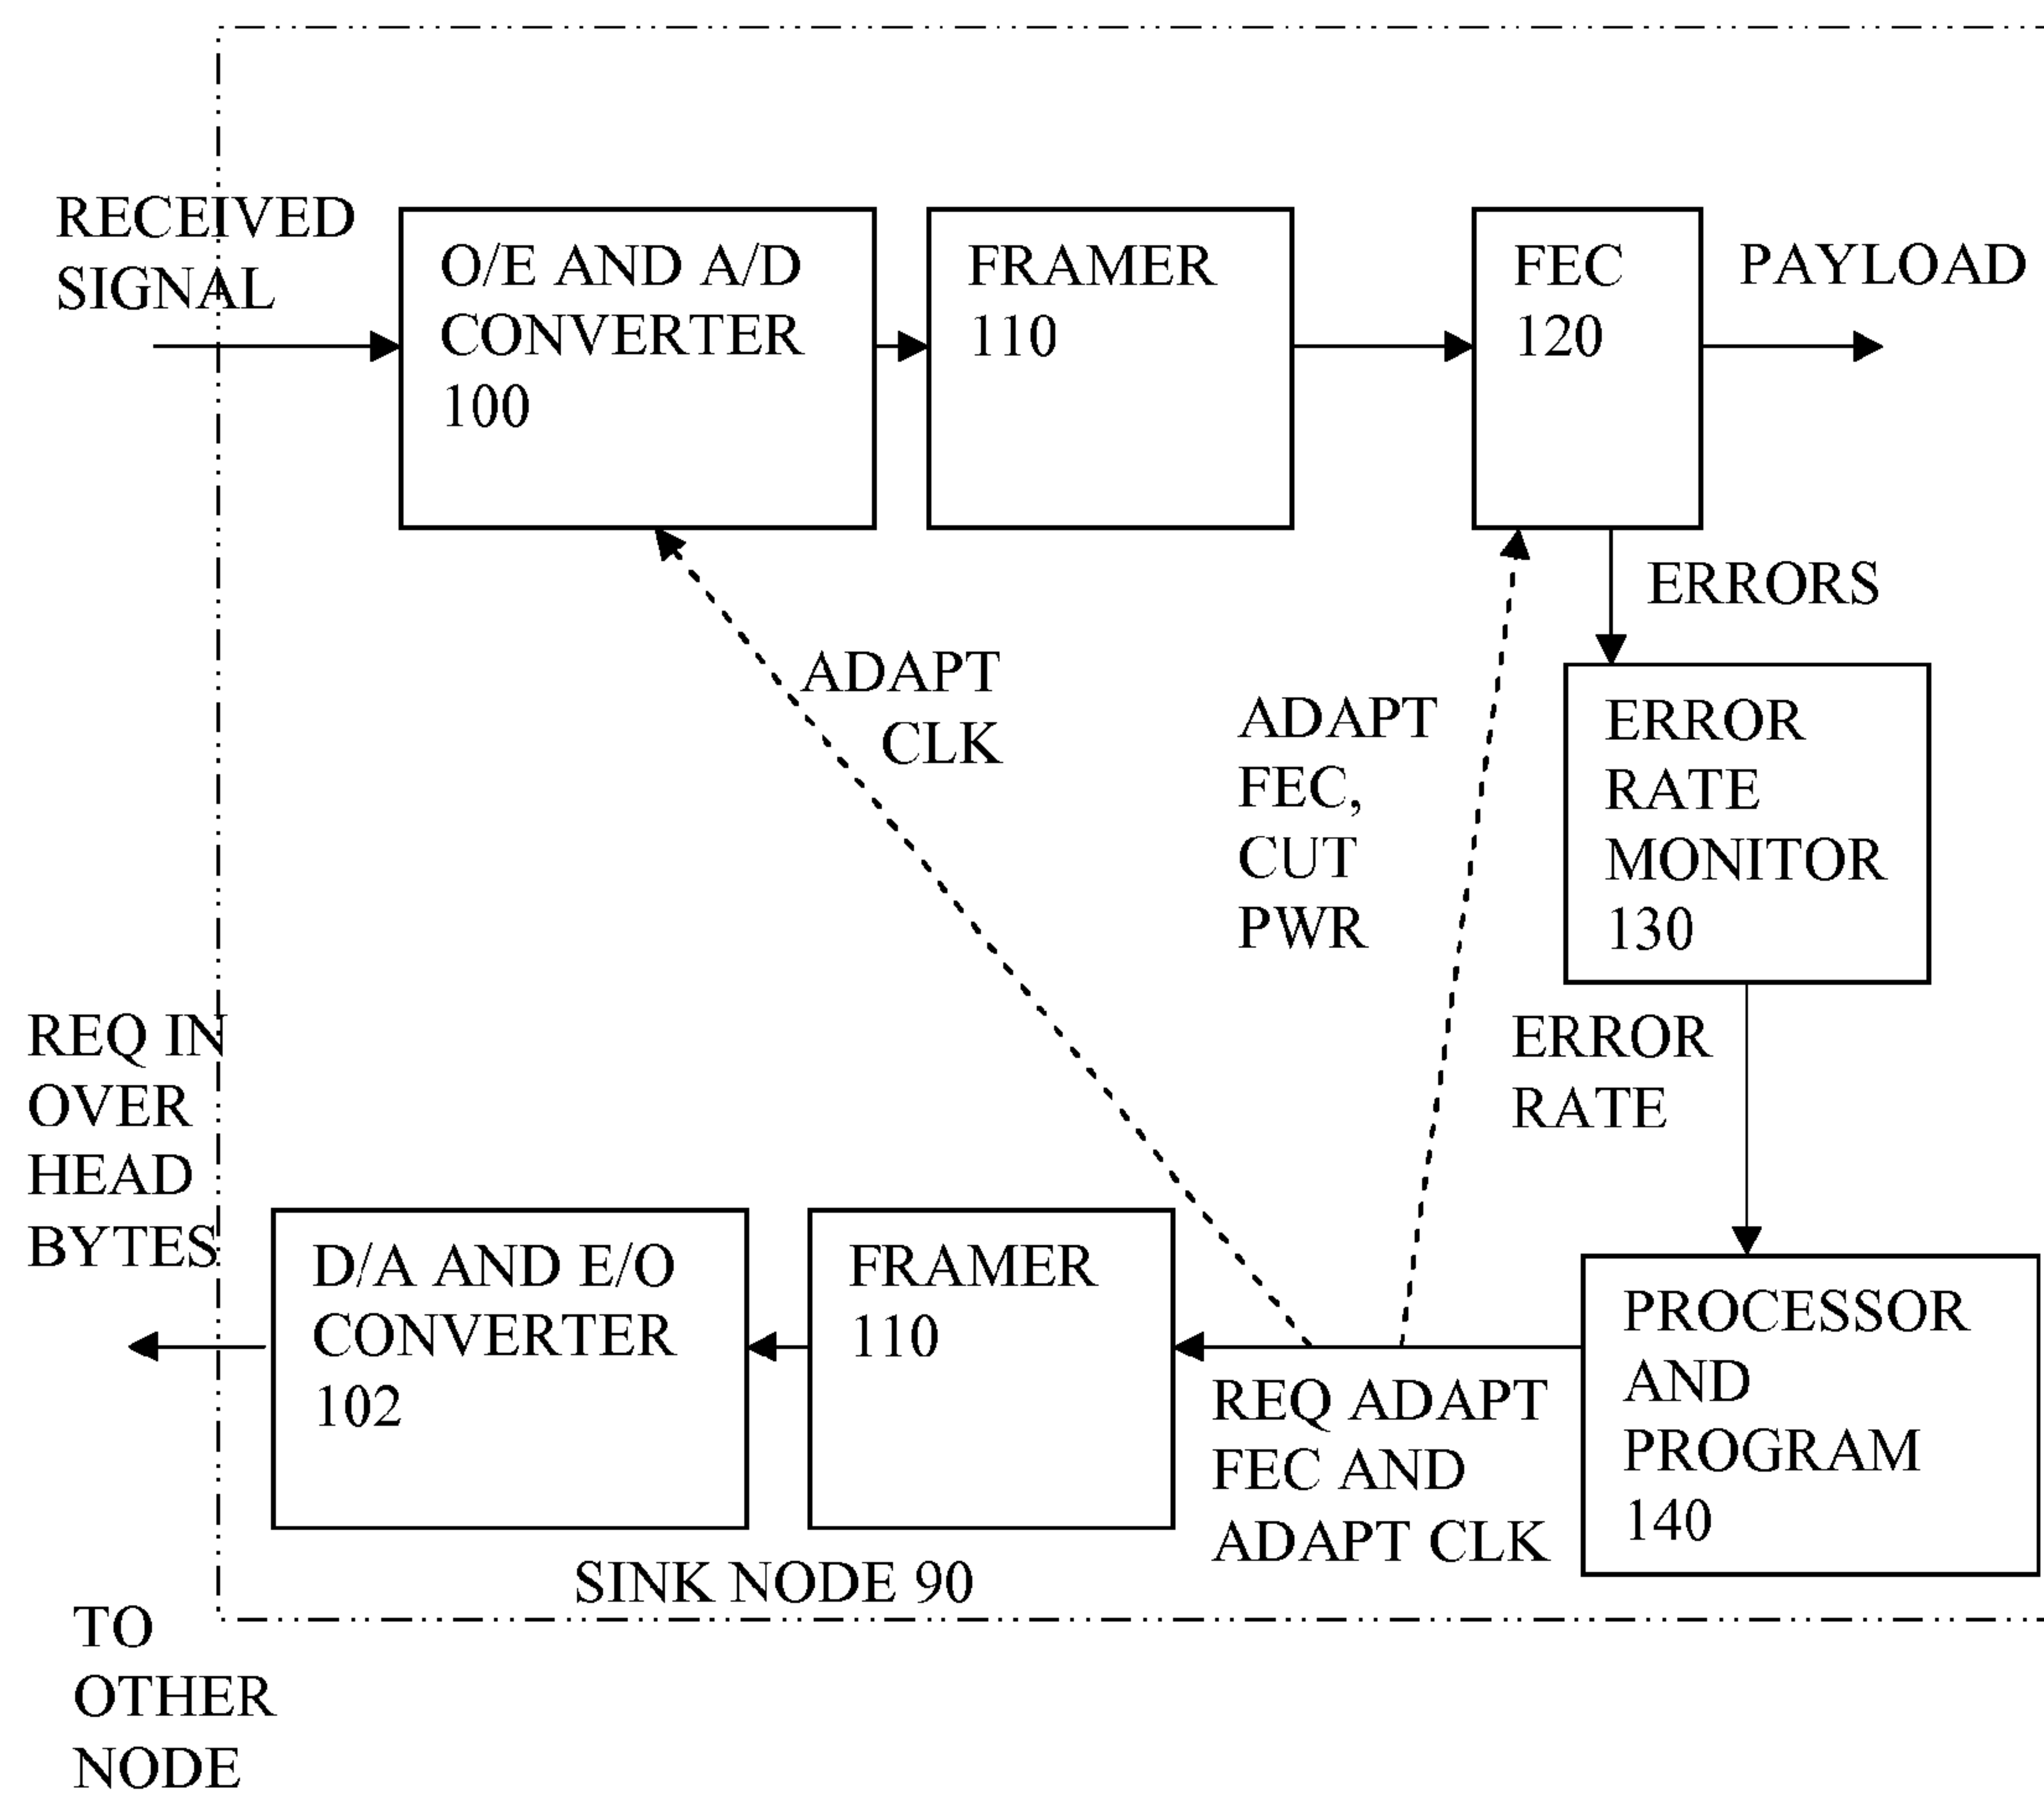 RECEIVED
SIGNAL
O/E AND A/D
CONVERTER
100
FRAMER
110
FEC
120
PAYLOAD
ERRORS
ADAPT
CLK
ADAPT
FEC,
CUT
PWR
ERROR
RATE
MONITOR
130
ERROR
RATE
REQ IN
OVER
HEAD
BYTES
D/A AND E/O
CONVERTER
102
FRAMER
110
REQ ADAPT
FEC AND
ADAPT CLK
PROCESSOR
AND
PROGRAM
140
SINK NODE 90
TO
OTHER
NODE